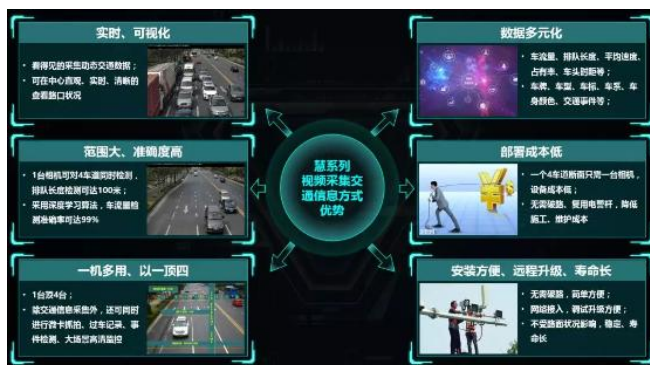 实时、可视化
• 看得见的采集动态交通数据；
• 可在中心直观、实时、清晰的
查看路口状况
数据多元化
• 车流量、排队长度、平均速度、
占有率、车头时距等；
• 车牌、车型、车标、车系、车
身颜色、交通事件等；
范围大、准确度高
• 1台相机可对4车道同时检测，
排队长度检测可达100米；
• 采用深度学习算法，车流量检
测准确率可达99%
慧系列
视频采集交
通信息方式
优势
部署成本低
• 一个4车道断面只需一台相机，
设备成本低；
• 无需破路、复用电警杆，降低
施工、维护成本
一机多用、以一顶四
• 1台顶4台；
• 除交通信息采集外，还可同时
进行微卡抓拍、过车记录、事
件检测、大场景高清监控
安装方便、远程升级、寿命长
• 无需破路，简单方便；
• 网络接入，调试升级方便；
• 不受路面状况影响，稳定、寿
命长